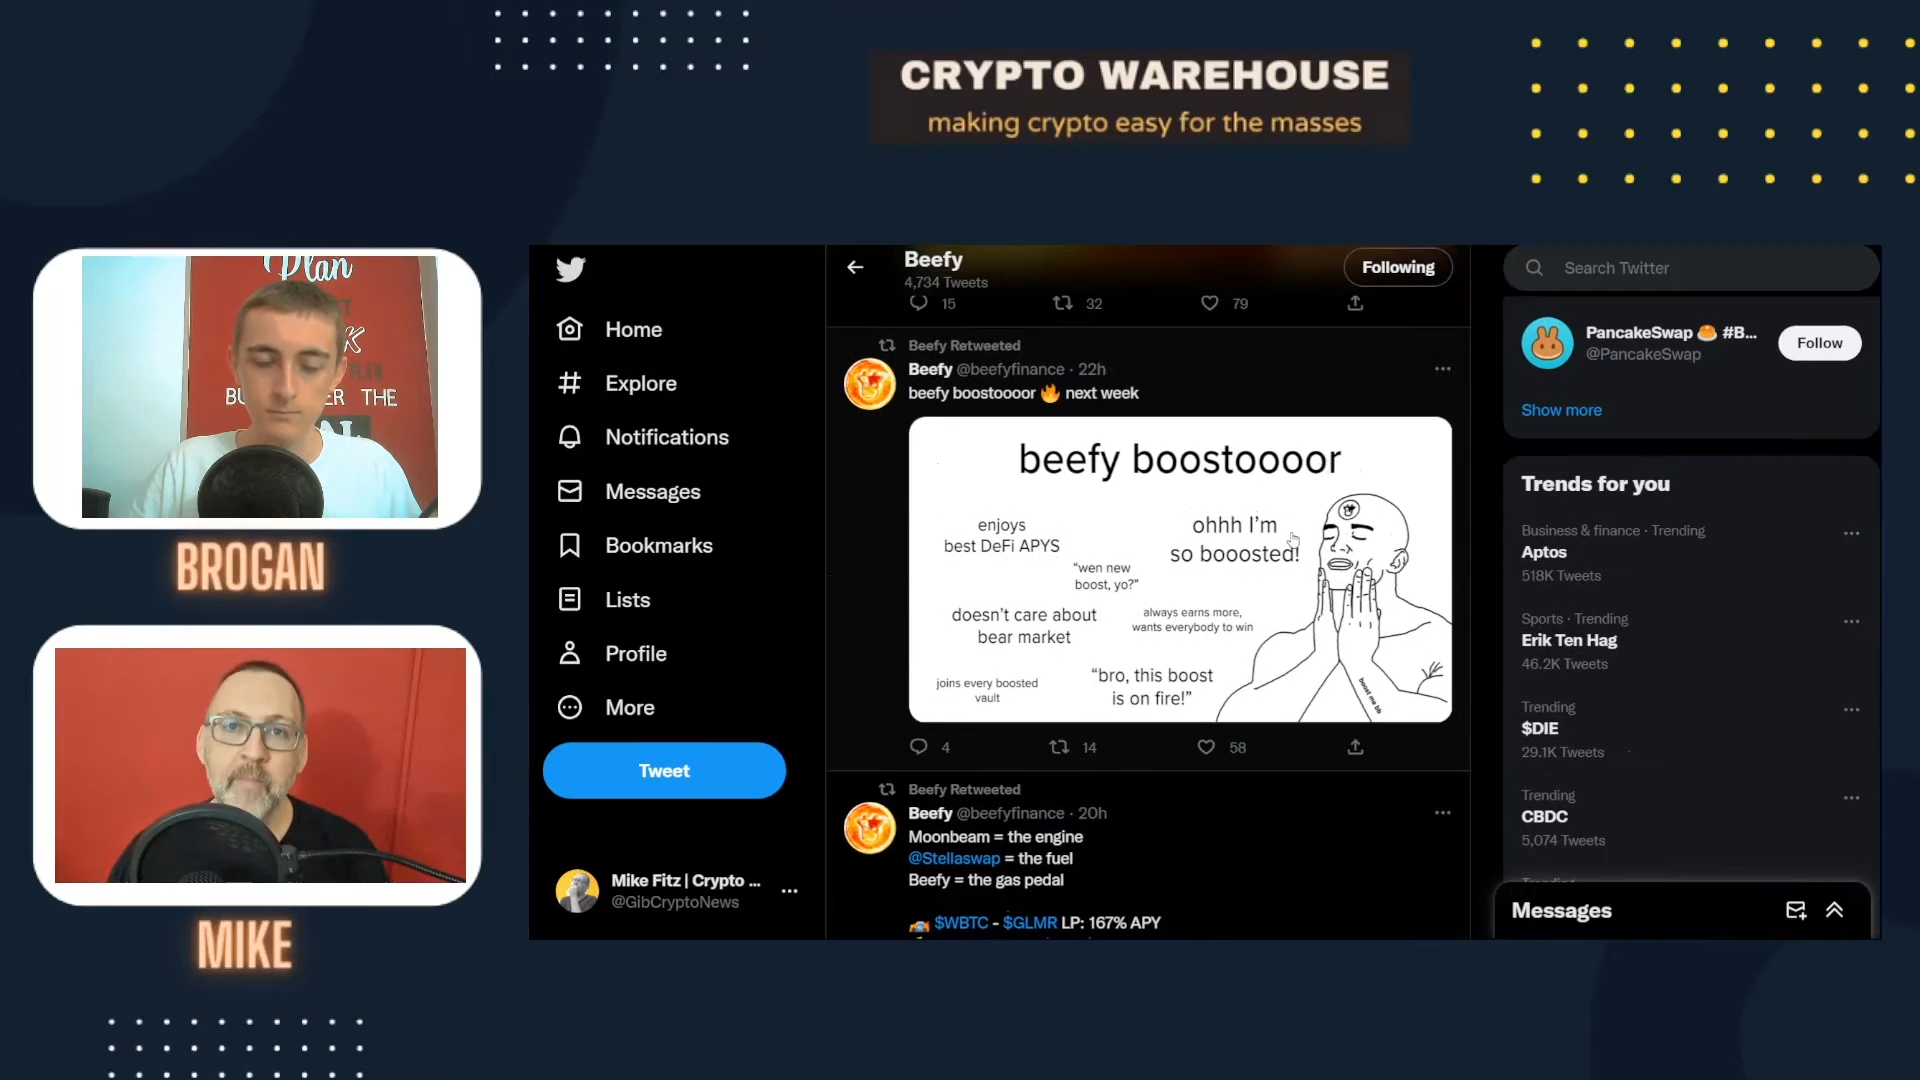 CRYPTO WAREHOUSE
making crypto easy for the masses
Plan
BROGAN
MIKE
Home
Explore
Notifications
Messages
Bookmarks
Lists
Profile
More
Tweet
Mike Fitz | Crypto ...
@GibCryptoNews
Beefy
4,734 Tweets
Following
15 32 79
Beefy Retweeted
Beefy @beefyfinance · 22h
beefy boostoooor 🔥 next week
beefy boostoooor
enjoys
best DeFi APYS
ohhh I'm
so booosted!
“wen new
boost, yo?”
doesn't care about
bear market
always earns more,
wants everybody to win
joins every boosted
vault
“bro, this boost
is on fire!”
boost me bb
4 14 58
Beefy Retweeted
Beefy @beefyfinance · 20h
Moonbeam = the engine
@Stellaswap = the fuel
Beefy = the gas pedal
$WBTC - $GLMR LP: 167% APY
Search Twitter
PancakeSwap 🥞 #B...
@PancakeSwap
Follow
Show more
Trends for you
Business & finance · Trending
Aptos
518K Tweets
Sports · Trending
Erik Ten Hag
46.2K Tweets
Trending
$DIE
29.1K Tweets
Trending
CBDC
5,074 Tweets
Messages